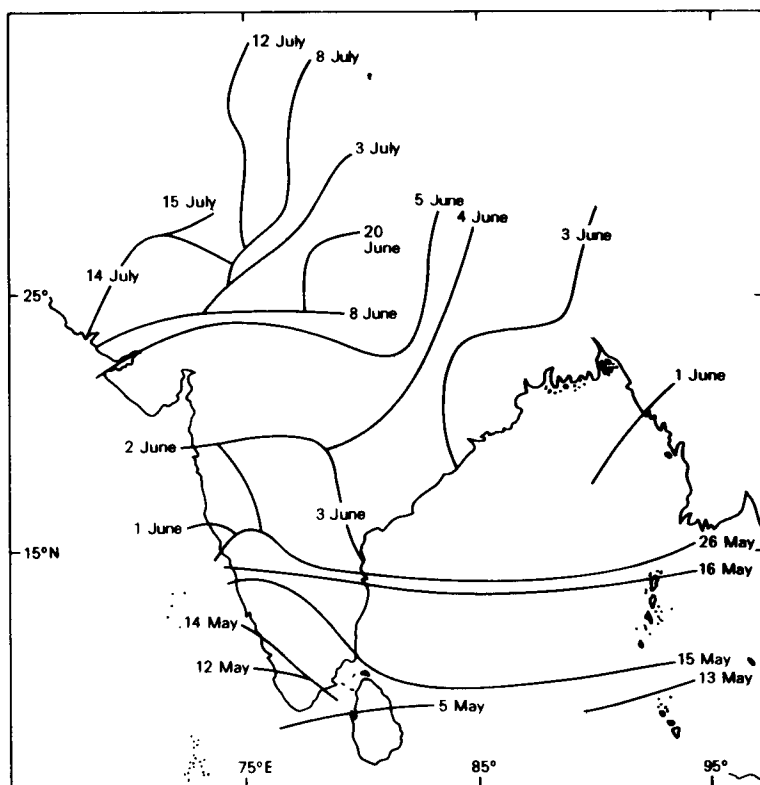 12 July
8 July
3 July
15 July
5 June
4 June
20
June
3 June
14 July
25°
8 June
1 June
2 June
3 June
1 June
26 May
15°N
16 May
14 May
15 May
12 May
13 May
5 May
75°E
85°
95°